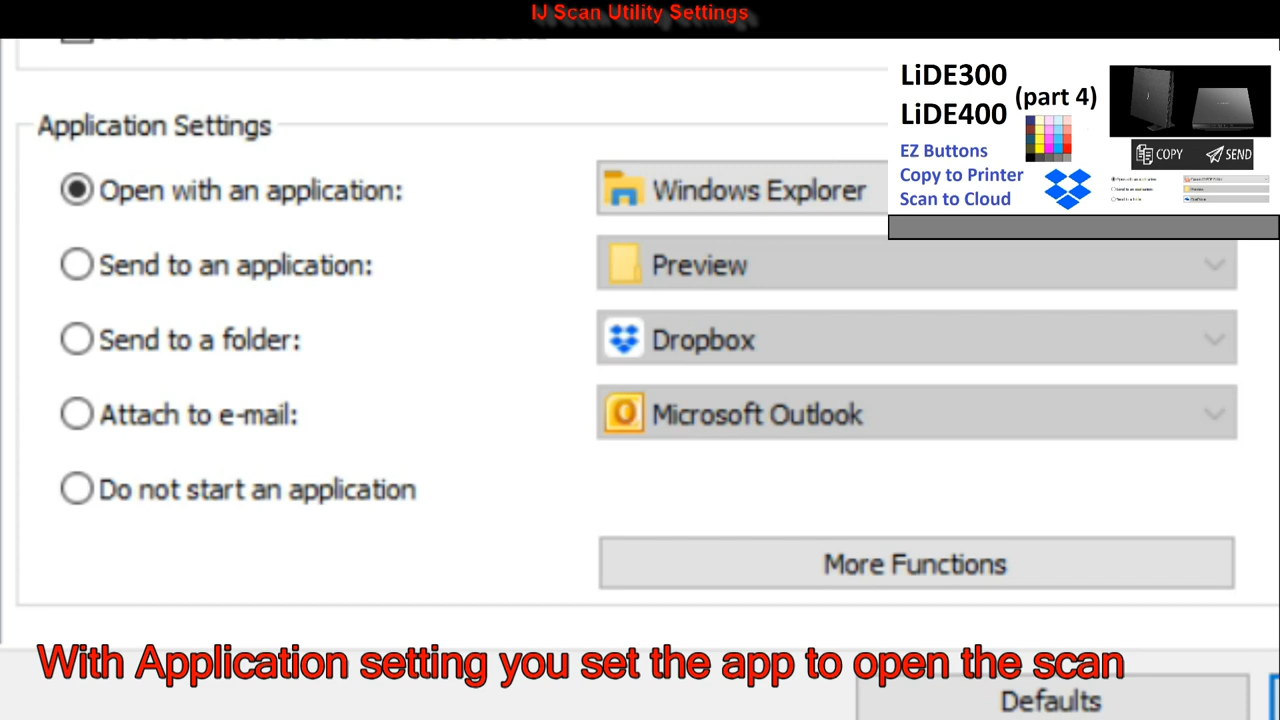 IJ Scan Utility Settings
Application Settings
Open with an application:
Windows Explorer
Send to an application:
Preview
Send to a folder:
Dropbox
Attach to e-mail:
Microsoft Outlook
Do not start an application
More Functions
Defaults
With Application setting you set the app to open the scan
LiDE300
LiDE400
(part 4)
EZ Buttons
Copy to Printer
Scan to Cloud
COPY
SEND